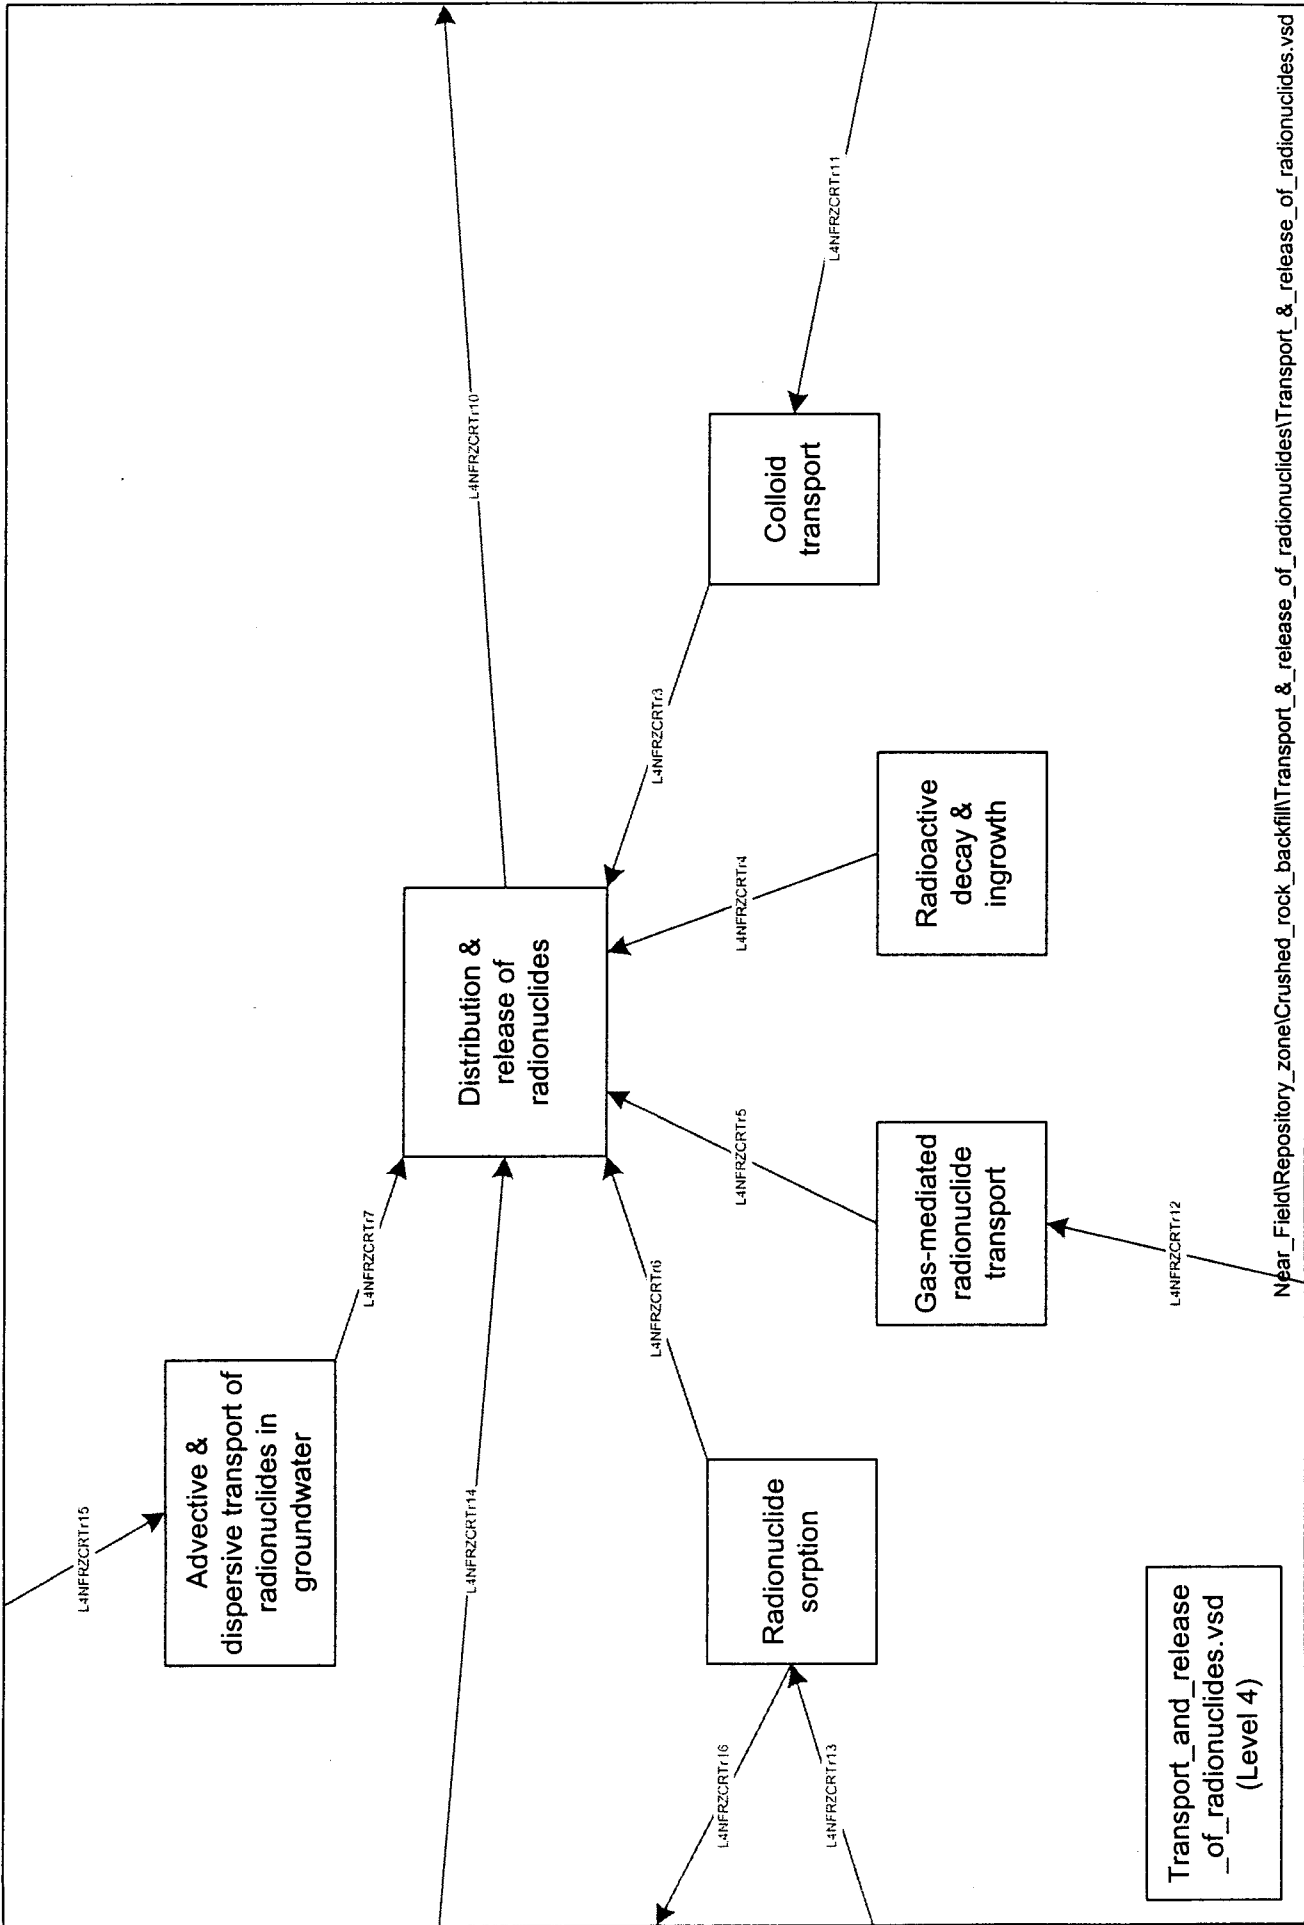 L4NFRZCRTr15
Advective &
dispersive transport of
radionuclides in
groundwater
L4NFRZCRTr7
L4NFRZCRTr14
Distribution &
release of
radionuclides
L4NFRZCRTr10
L4NFRZCRTr6
L4NFRZCRTr3
L4NFRZCRTr16
L4NFRZCRTr5
L4NFRZCRTr4
Radionuclide
sorption
Colloid
transport
L4NFRZCRTr13
L4NFRZCRTr11
Gas-mediated
radionuclide
transport
Radioactive
decay &
ingrowth
L4NFRZCRTr12
Transport_and_release
_of_radionuclides.vsd
(Level 4)
Near_Field\Repository_zone\Crushed_rock_backfill\Transport_&_release_of_radionuclides\Transport_&_release_of_radionuclides.vsd